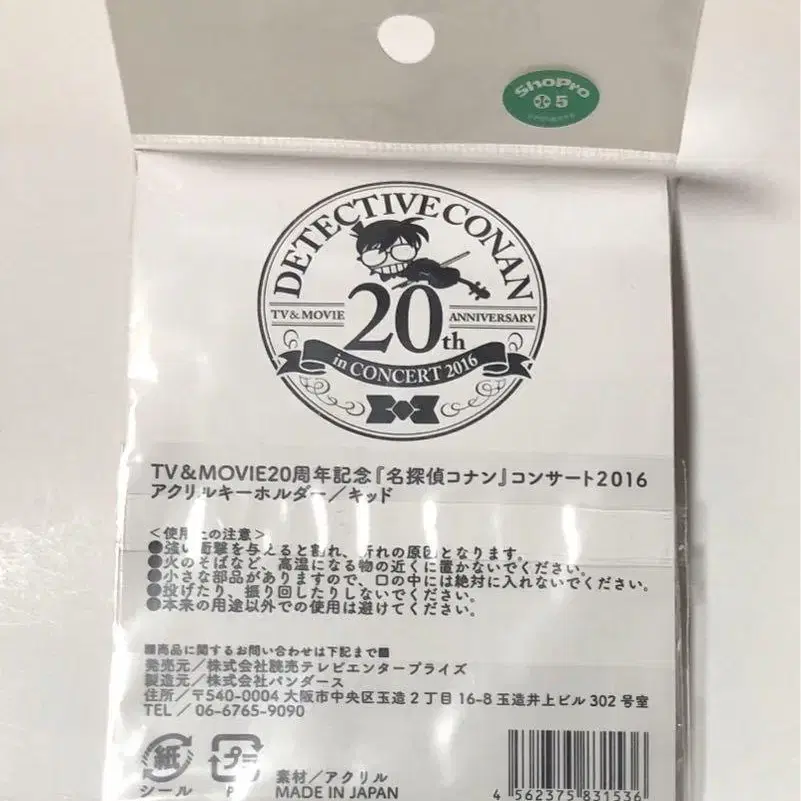 ShoPro
5
DETECTIVE CONAN
TV & MOVIE 20th ANNIVERSARY
in CONCERT 2016
TV&MOVIE20周年記念『名探偵コナン』コンサート2016
アクリルキーホルダー／キッド
＜使用上の注意＞
●強い衝撃を与えると割れ、折れの原因となります。
●火のそばなど、高温になる物の近くに置かないでください。
●小さな部品がありますので、口の中には絶対に入れないでください。
●投げたり、振り回したりしないでください。
●本来の用途以外での使用は避けてください。
■商品に関するお問い合わせは下記まで■
発売元／株式会社読売テレビエンタープライズ
製造元／株式会社バンダース
住所／〒540-0004 大阪市中央区玉造2丁目16-8 玉造井上ビル302号室
TEL／06-6765-9090
紙 プラ
シール P
素材／アクリル
MADE IN JAPAN
4 562375 831536